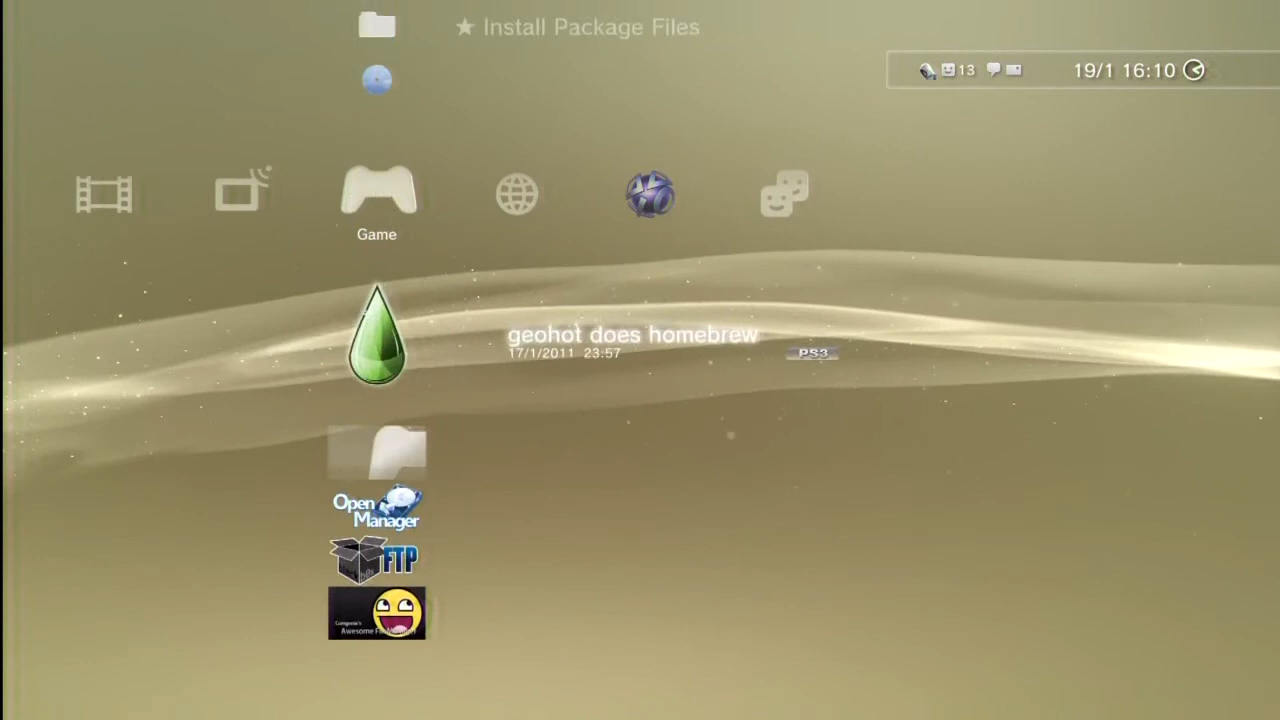 ★ Install Package Files
13
19/1 16:10
Game
geohot does homebrew
17/1/2011 23:57
PS3
Open
Manager
FTP
Awesome